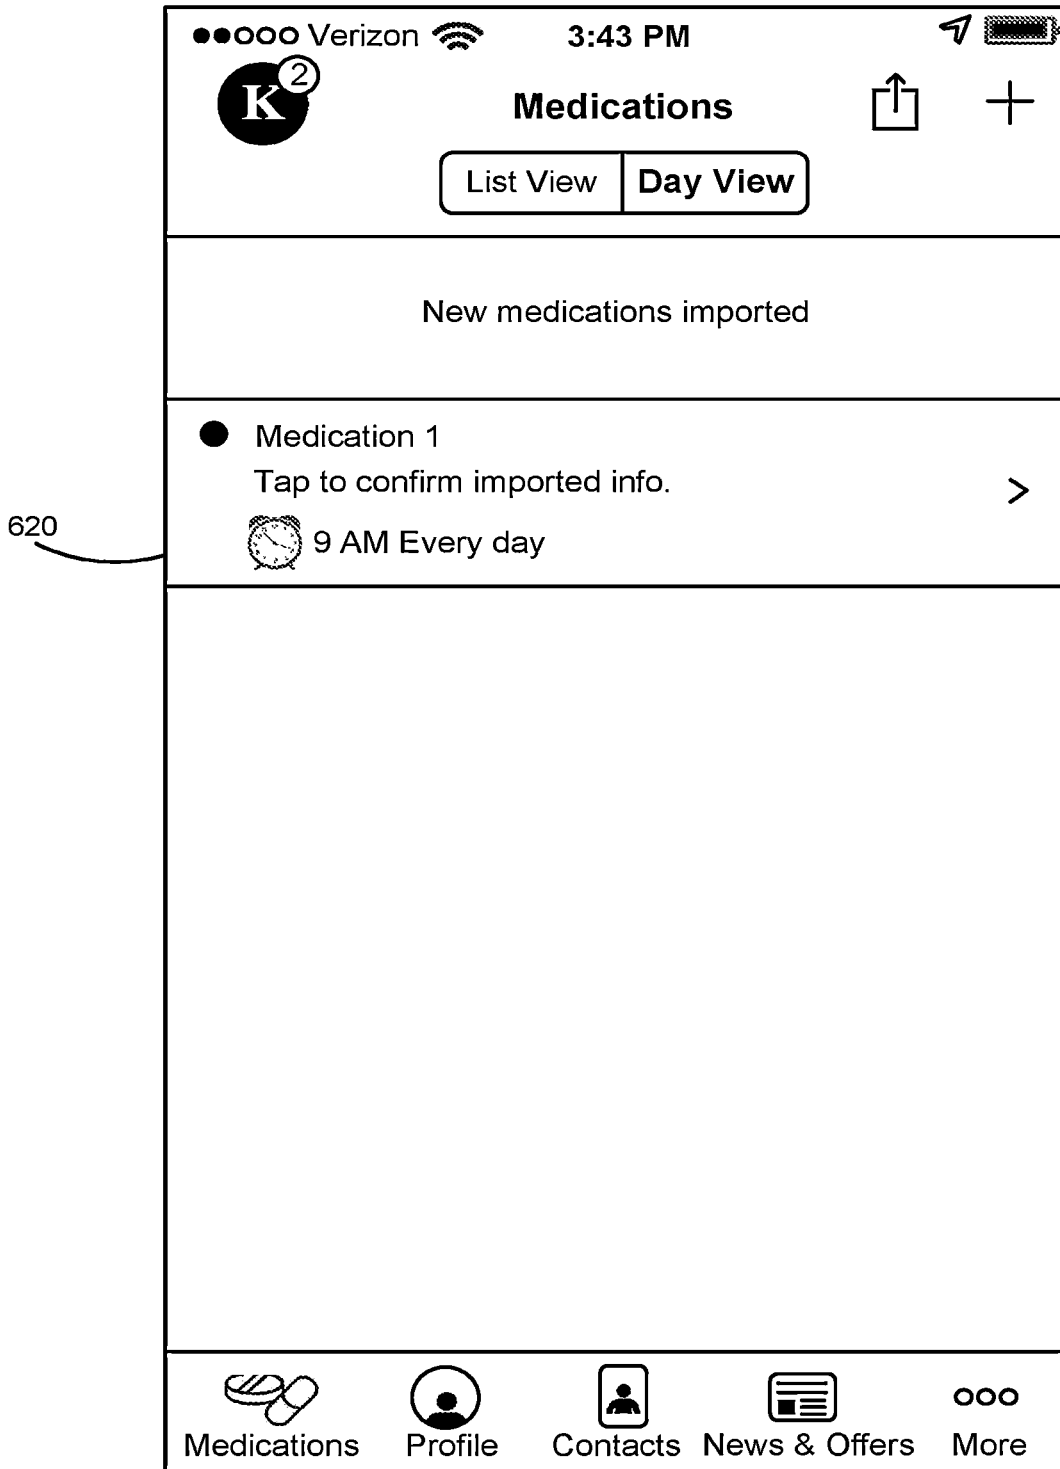 Verizon 3:43 PM
K 2
Medications
List View Day View
New medications imported
Medication 1
Tap to confirm imported info.
620
9 AM Every day
Medications Profile Contacts News & Offers More